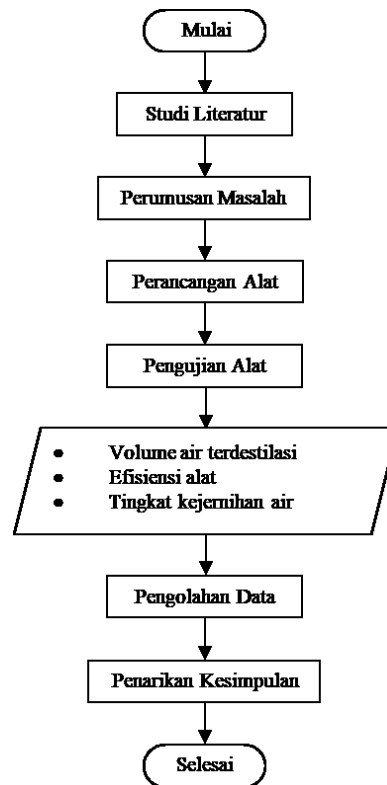 Mulai
Studi Literatur
Perumusan Masalah
Perancangan Alat
Pengujian Alat
● Volume air terdestilasi
● Efisiensi alat
● Tingkat kejernihan air
Pengolahan Data
Penarikan Kesimpulan
Selesai